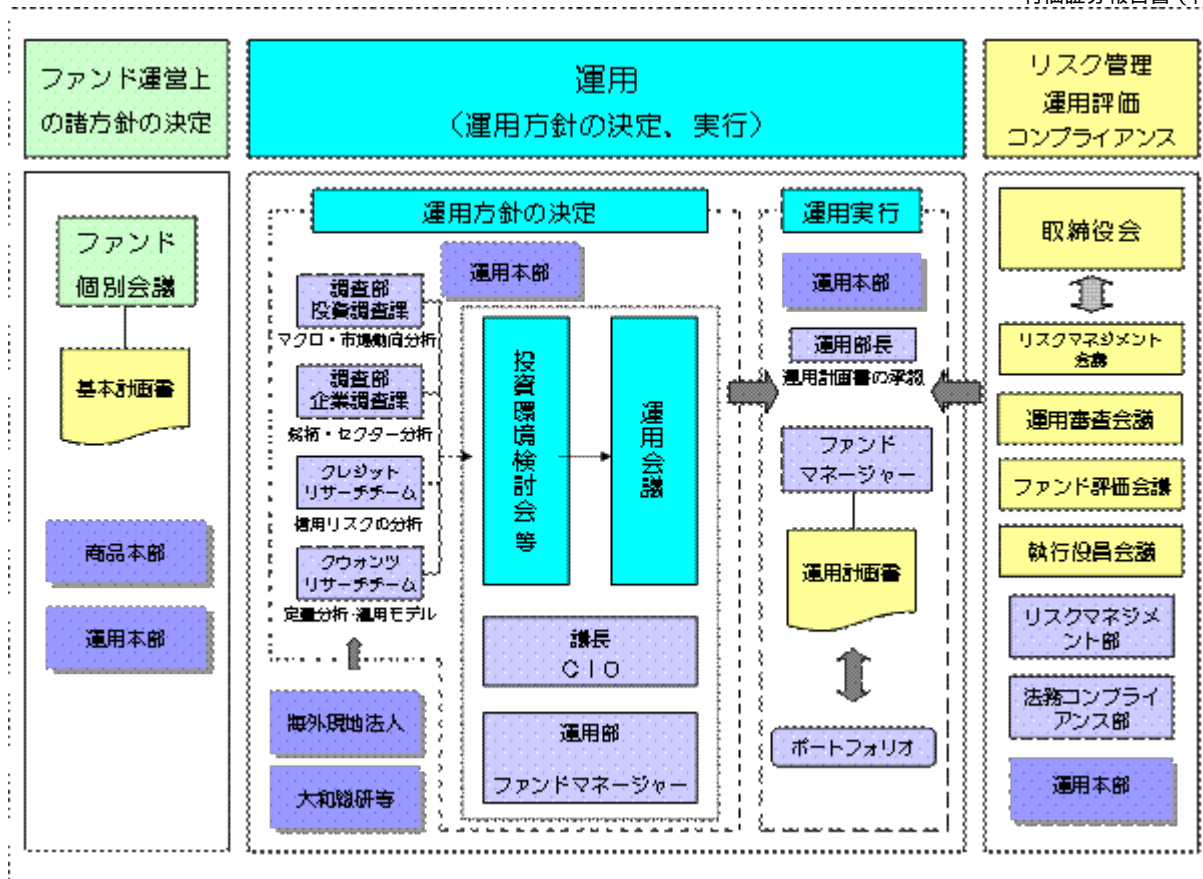 有価証券報告書
ファンド運営上
の諸方針の決定
運用
（運用方針の決定、実行）
リスク管理
運用評価
コンプライアンス
ファンド
個別会議
基本計画書
商品本部
運用本部
運用方針の決定
運用本部
調査部
投資調査課
マクロ・市場動向分析
調査部
企業調査課
銘柄・セクター分析
クレジット
リサーチチーム
信用リスクの分析
クウォンツ
リサーチチーム
定量分析・運用モデル
海外現地法人
大和総研等
投資環境検討会等
運用会議
議長
ＣＩＯ
運用部
ファンドマネージャー
運用実行
運用本部
運用部長
運用計画書の承認
ファンド
マネージャー
運用計画書
ポートフォリオ
取締役会
リスクマネジメント
会議
運用審査会議
ファンド評価会議
執行役員会議
リスクマネジメ
ント部
法務コンプライ
アンス部
運用本部